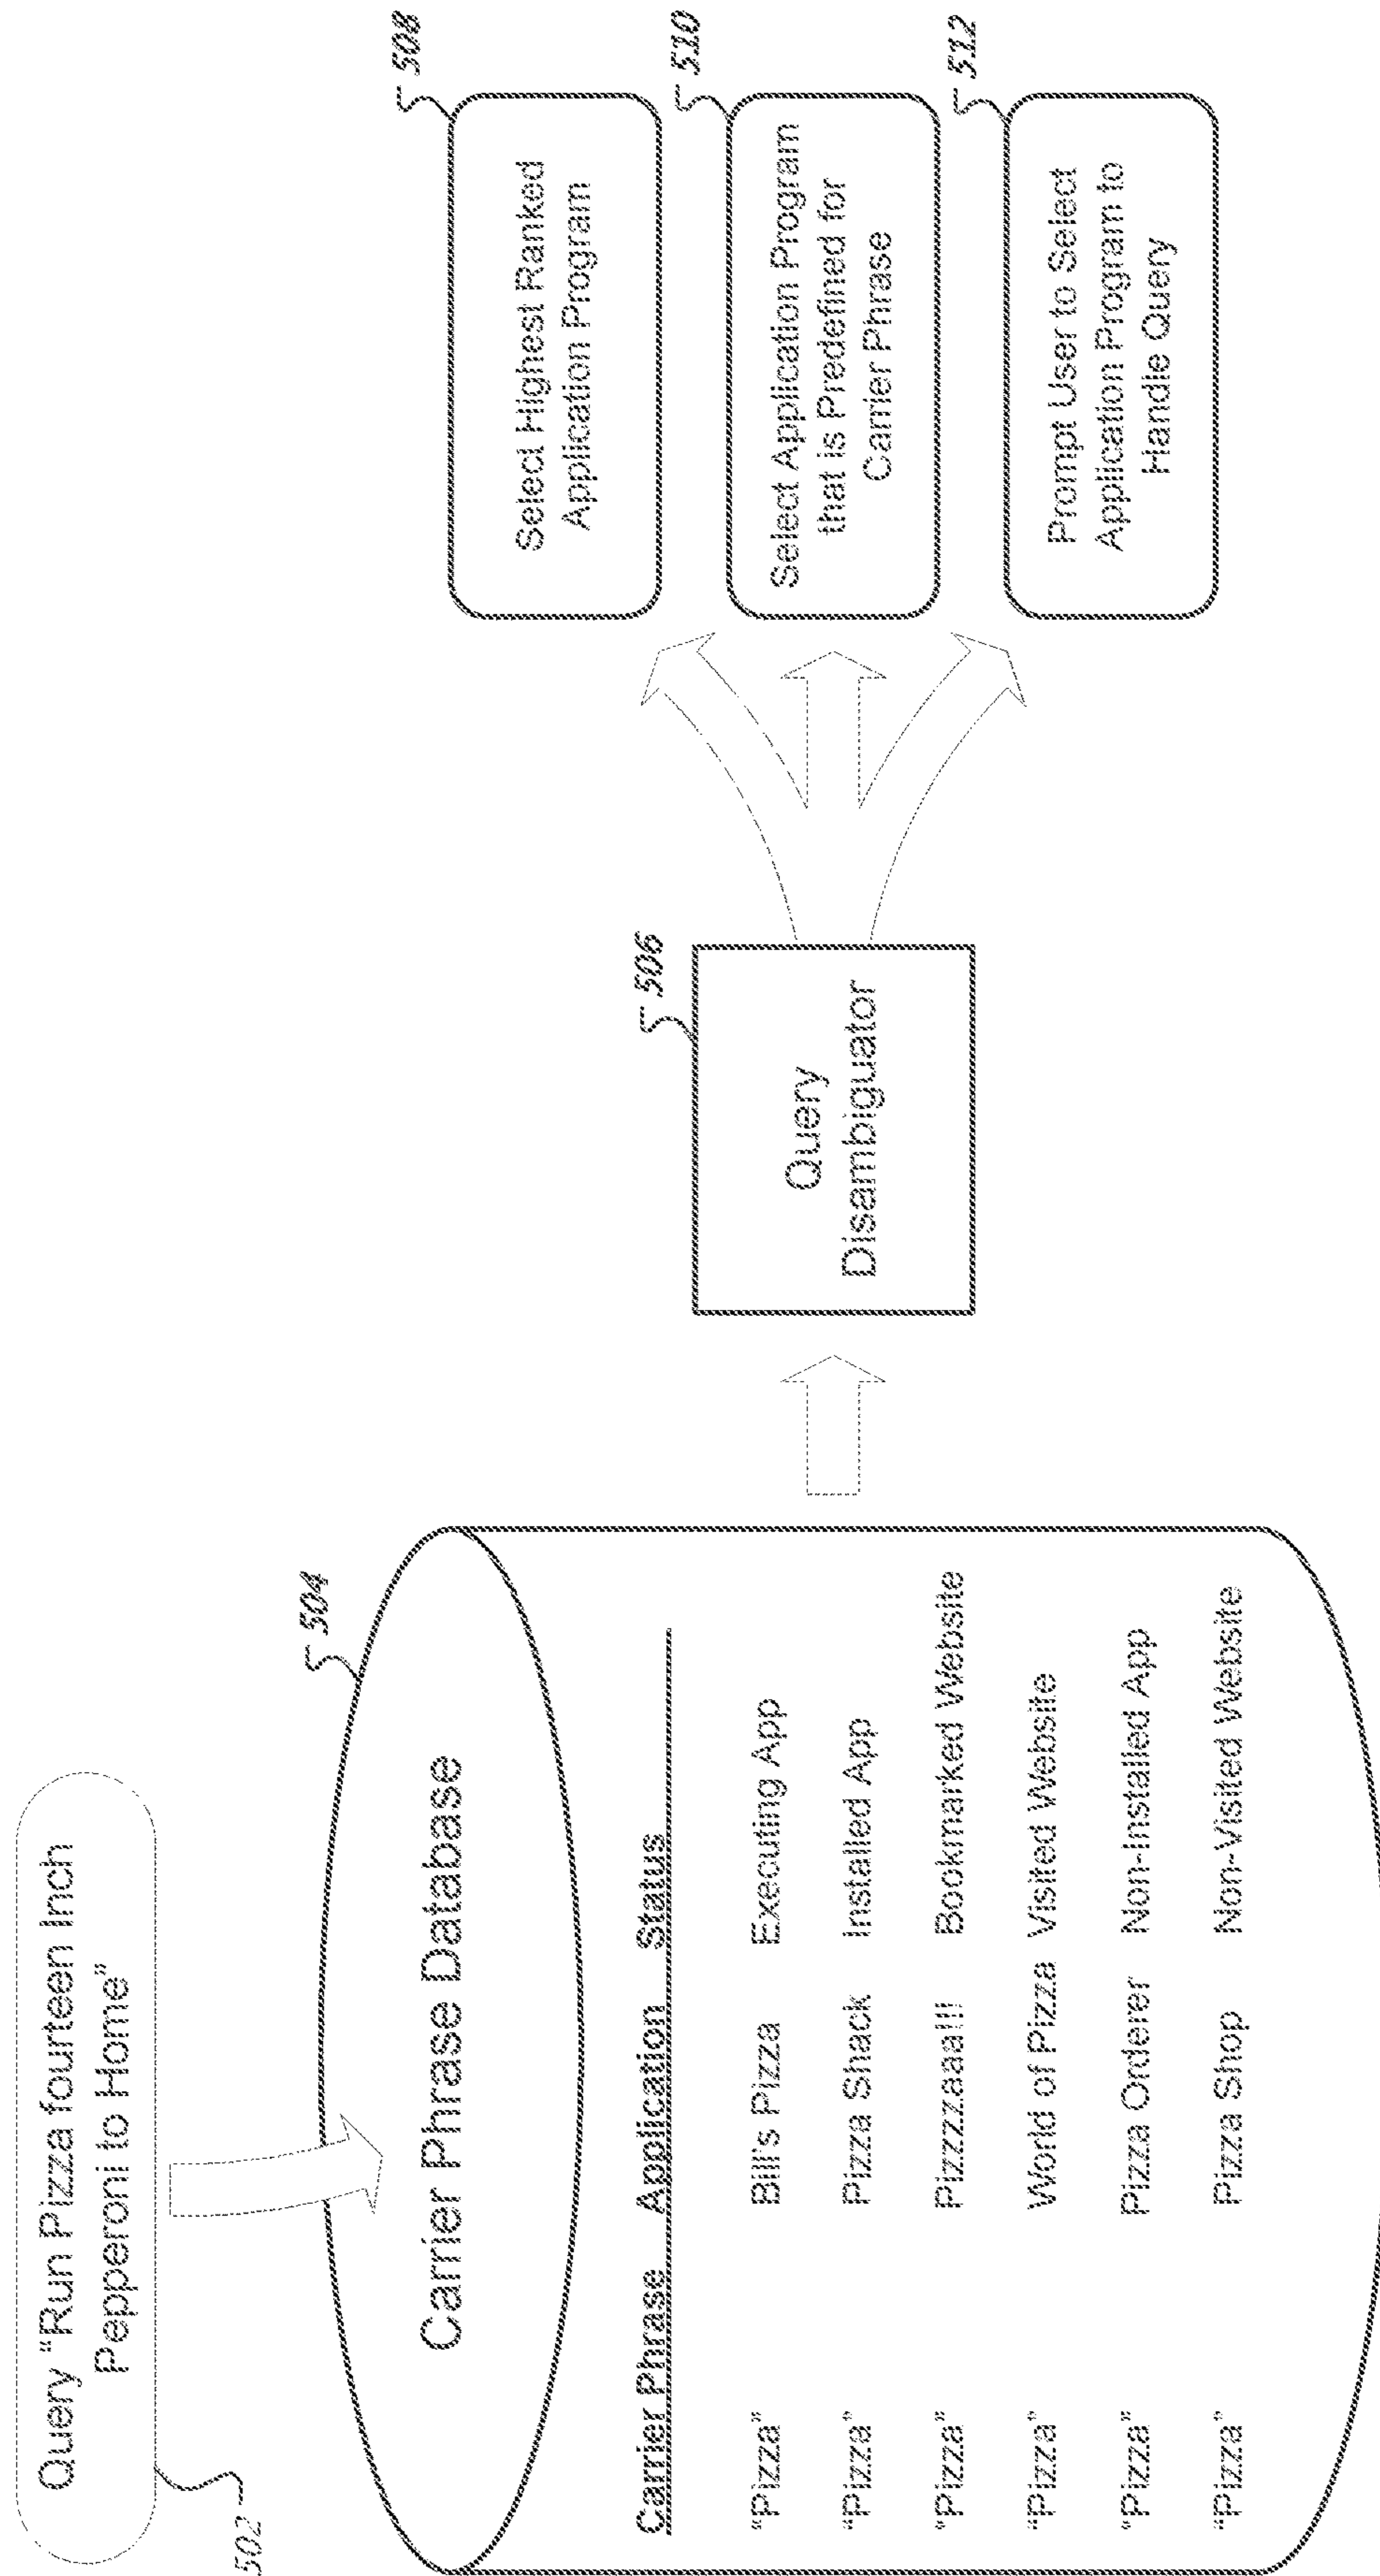 Query “Run Pizza fourteen Inch
Pepperoni to Home”
502
504
Carrier Phrase Database
Carrier Phrase Application Status
“Pizza” Bill's Pizza Executing App
“Pizza” Pizza Shack Installed App
“Pizza” Pizzzzaaa!!! Bookmarked Website
“Pizza” World of Pizza Visited Website
“Pizza” Pizza Orderer Non-Installed App
“Pizza” Pizza Shop Non-Visited Website
506
Query
Disambiguator
508
Select Highest Ranked
Application Program
510
Select Application Program
that is Predefined for
Carrier Phrase
512
Prompt User to Select
Application Program to
Handle Query